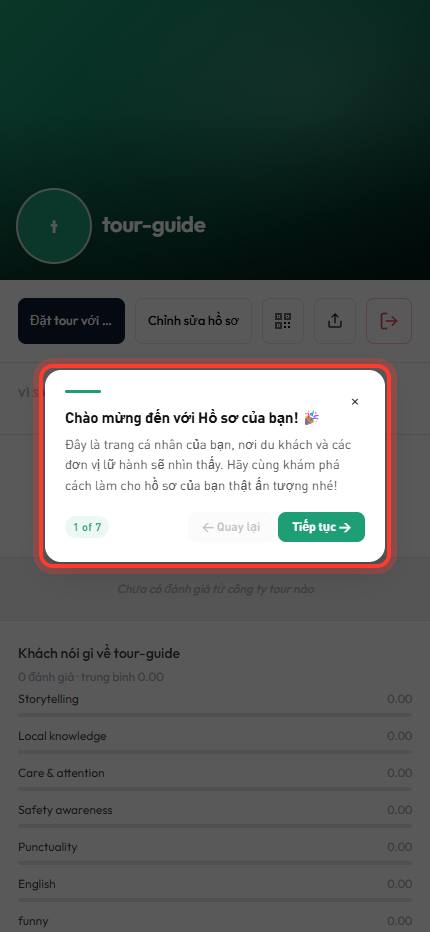 t
tour-guide
Đặt tour với ...
Chỉnh sửa hồ sơ
Chào mừng đến với Hồ sơ của bạn! 🎉
×
Đây là trang cá nhân của bạn, nơi du khách và các
đơn vị lữ hành sẽ nhìn thấy. Hãy cùng khám phá
cách làm cho hồ sơ của bạn thật ấn tượng nhé!
1 of 7
← Quay lại
Tiếp tục →
Chưa có đánh giá từ công ty tour nào
Khách nói gì về tour-guide
0 đánh giá · trung bình 0.00
Storytelling 0.00
Local knowledge 0.00
Care & attention 0.00
Safety awareness 0.00
Punctuality 0.00
English 0.00
funny 0.00